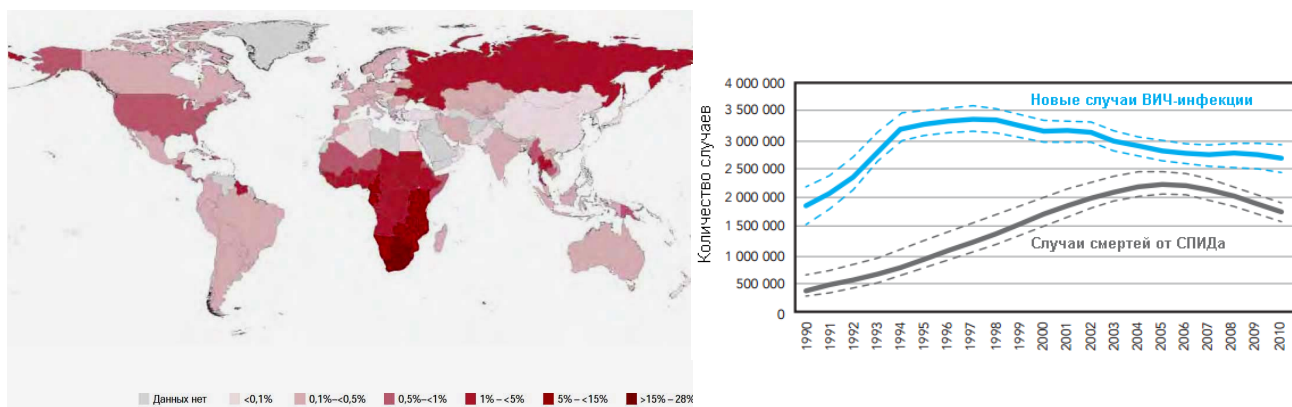 Данных нет <0,1% 0,1%–<0,5% 0,5%–<1% 1% – <5% 5% – <15% >15% – 28%
Количество случаев
4 000 000
3 500 000
3 000 000
2 500 000
2 000 000
1 500 000
1 000 000
500 000
0
Новые случаи ВИЧ-инфекции
Случаи смертей от СПИДа
1990 1991 1992 1993 1994 1995 1996 1997 1998 1999 2000 2001 2002 2003 2004 2005 2006 2007 2008 2009 2010